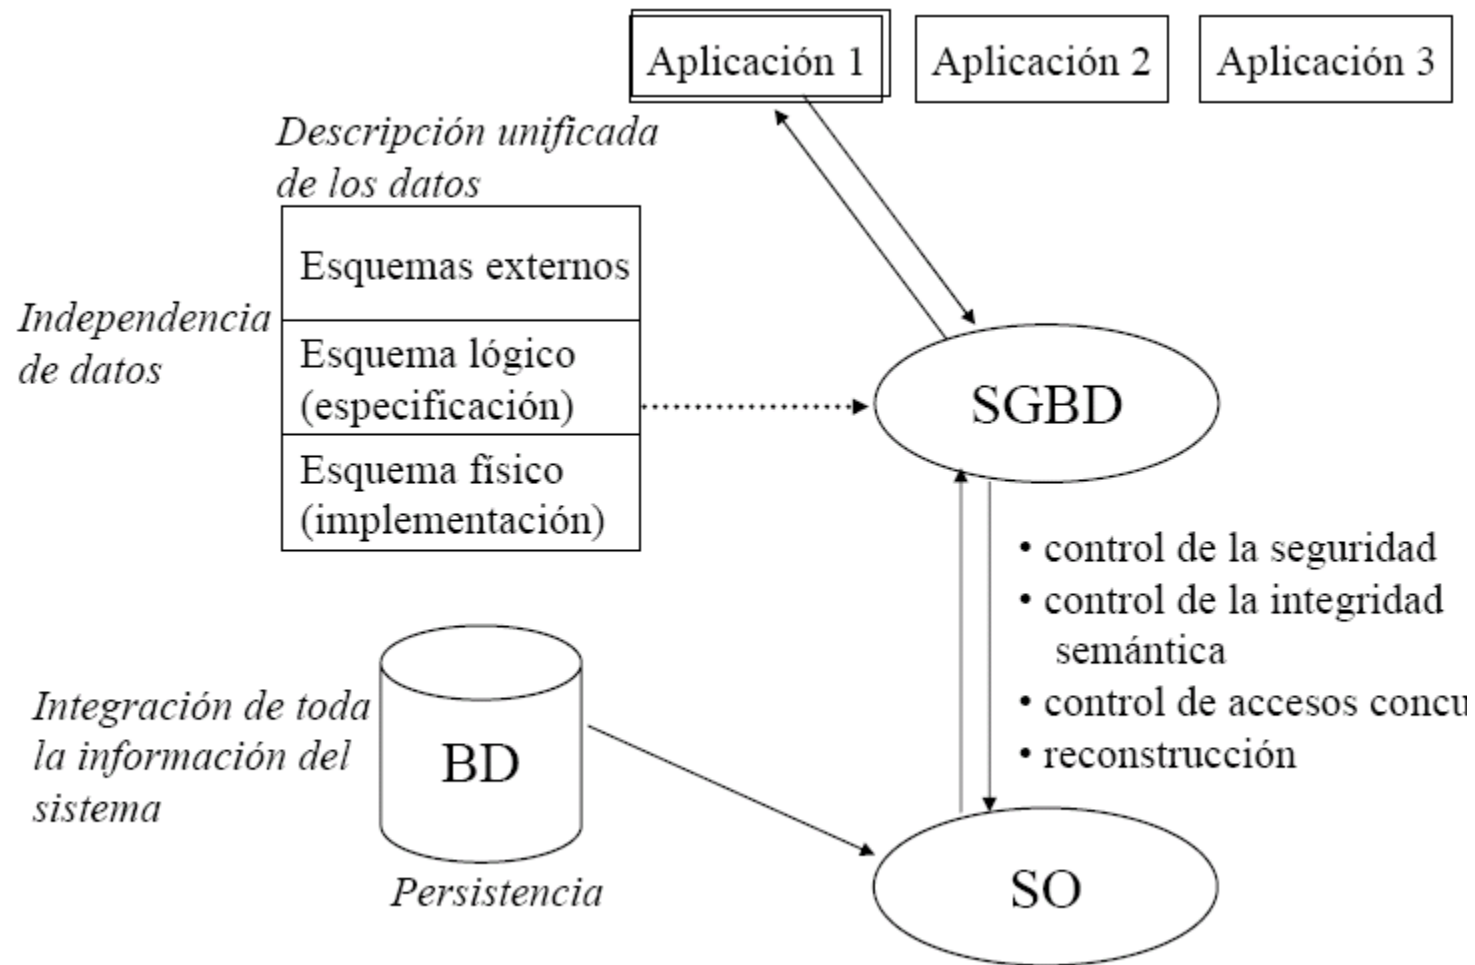 Aplicación 1
Aplicación 2
Aplicación 3
Descripción unificada
de los datos
Esquemas externos
Independencia
de datos
Esquema lógico
(especificación)
Esquema físico
(implementación)
SGBD
• control de la seguridad
• control de la integridad
semántica
• control de accesos concu
• reconstrucción
Integración de toda
la información del
sistema
BD
Persistencia
SO